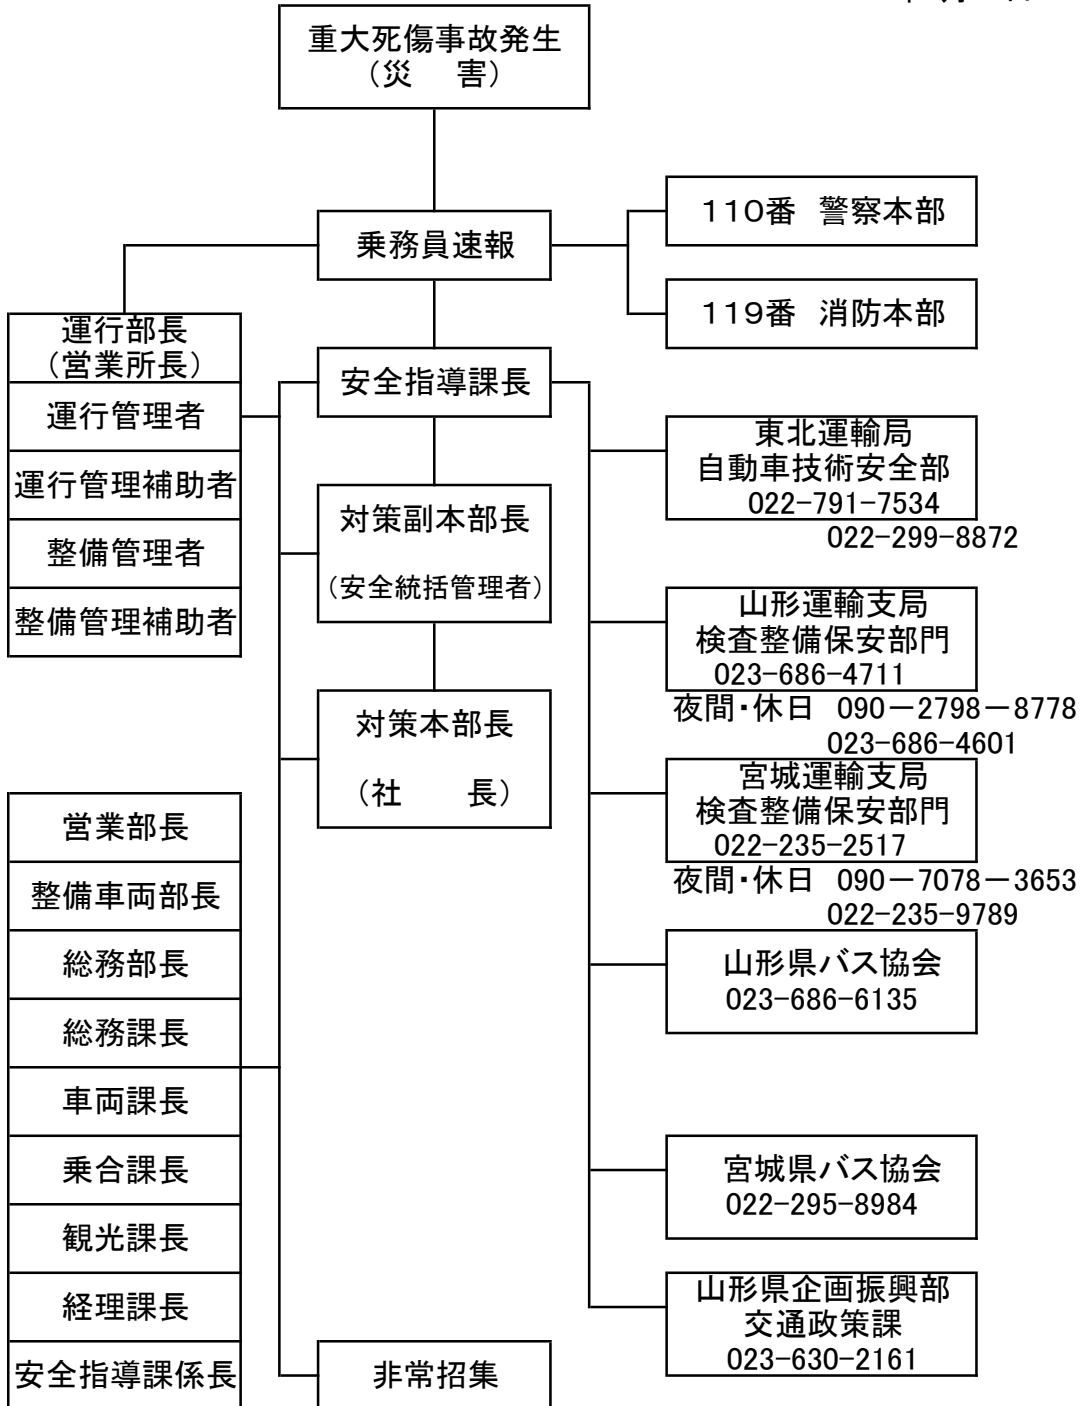 重大死傷事故発生
（災　害）
110番 警察本部
乗務員速報
119番 消防本部
運行部長
（営業所長）
運行管理者
運行管理補助者
整備管理者
整備管理補助者
安全指導課長
対策副本部長
（安全統括管理者）
対策本部長
（社　長）
東北運輸局
自動車技術安全部
022-791-7534
022-299-8872
山形運輸支局
検査整備保安部門
023-686-4711
夜間・休日 090－2798－8778
023-686-4601
宮城運輸支局
検査整備保安部門
022-235-2517
夜間・休日 090－7078－3653
022-235-9789
山形県バス協会
023-686-6135
宮城県バス協会
022-295-8984
山形県企画振興部
交通政策課
023-630-2161
営業部長
整備車両部長
総務部長
総務課長
車両課長
乗合課長
観光課長
経理課長
安全指導課係長
非常招集